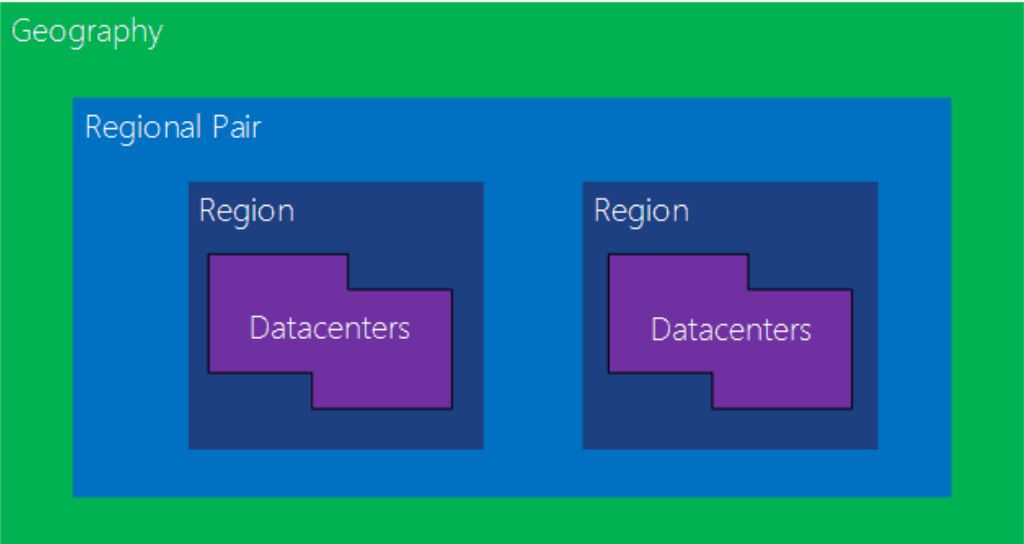 Geography
Regional Pair
Region
Region
Datacenters
Datacenters